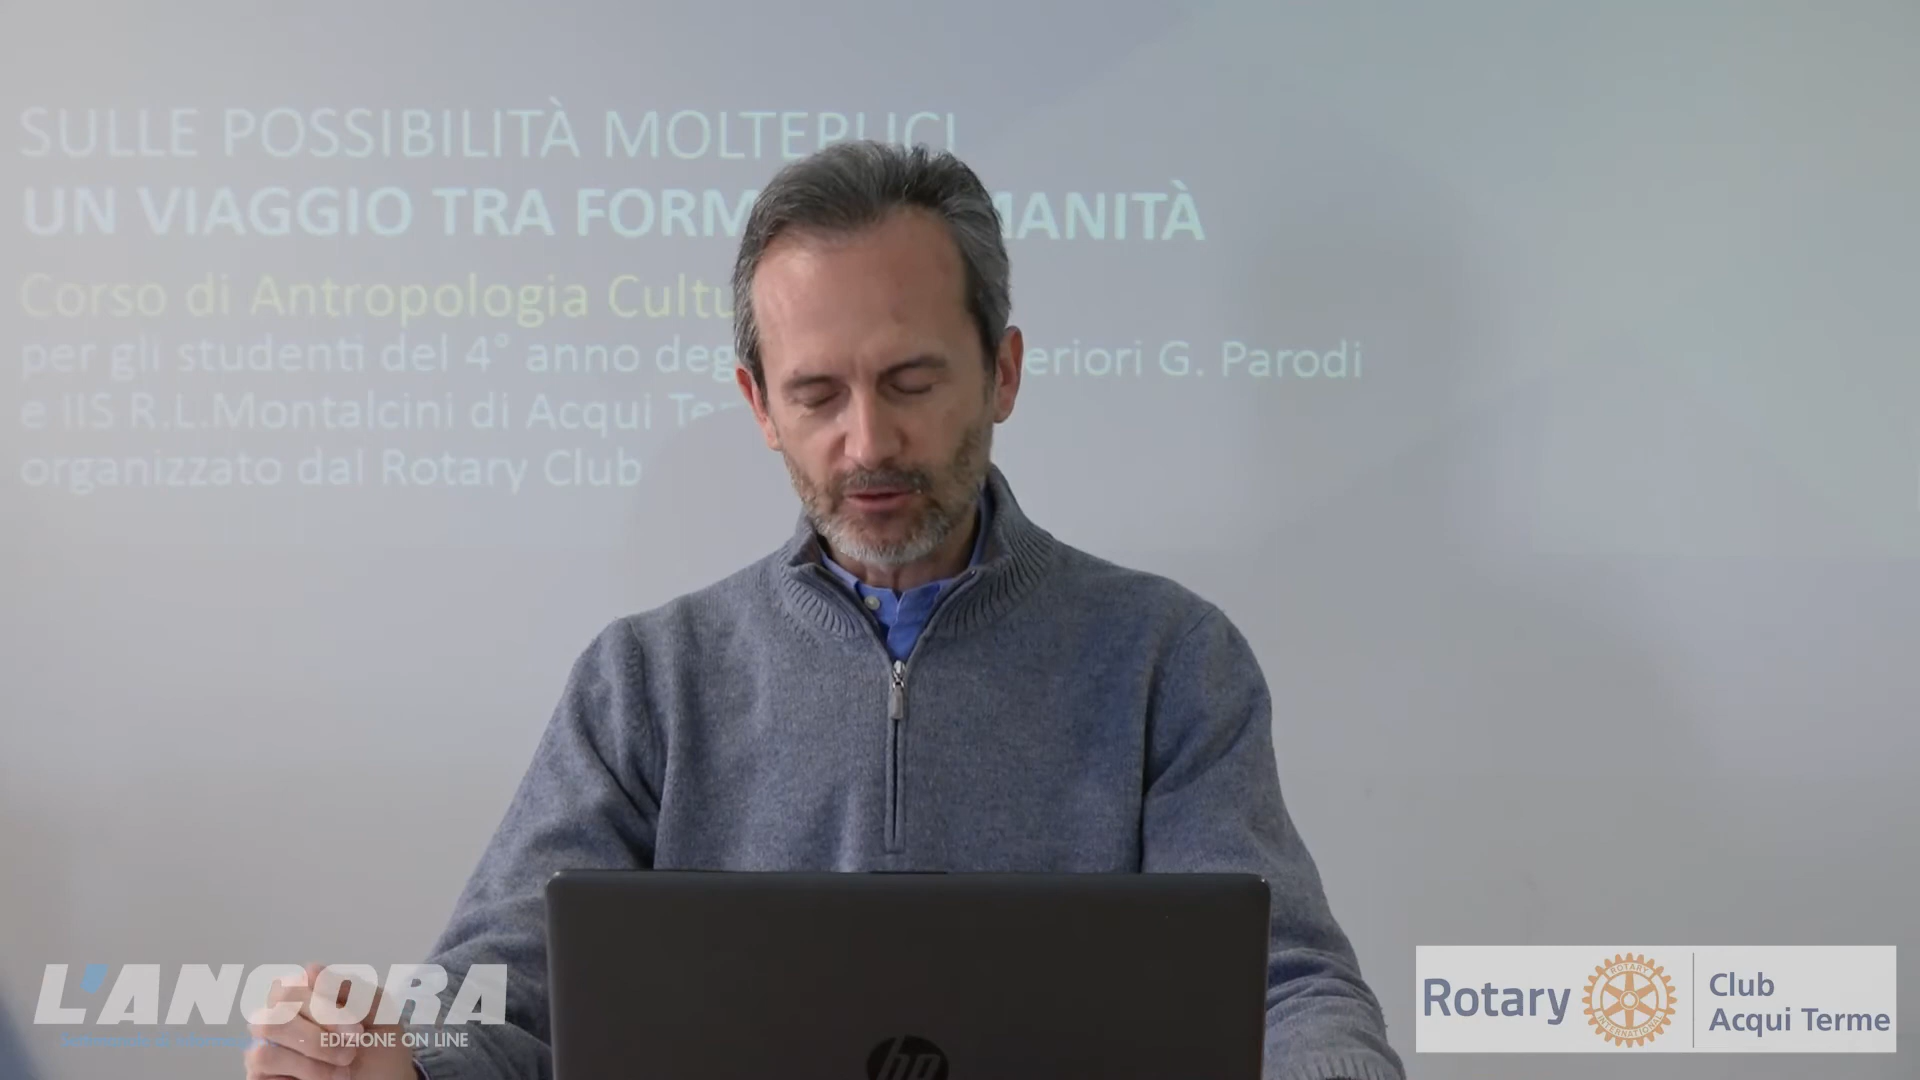 SULLE POSSIBILITÀ MOLTEPLICI
UN VIAGGIO TRA FORM MANITÀ
Corso di Antropologia Cultu
per gli studenti del 4° anno deg eriori G. Parodi
e IIS R.L.Montalcini di Acqui Te
organizzato dal Rotary Club
L'ANCORA
- EDIZIONE ON LINE
hp
Rotary
ROTARY
INTERNATIONAL
Club
Acqui Terme